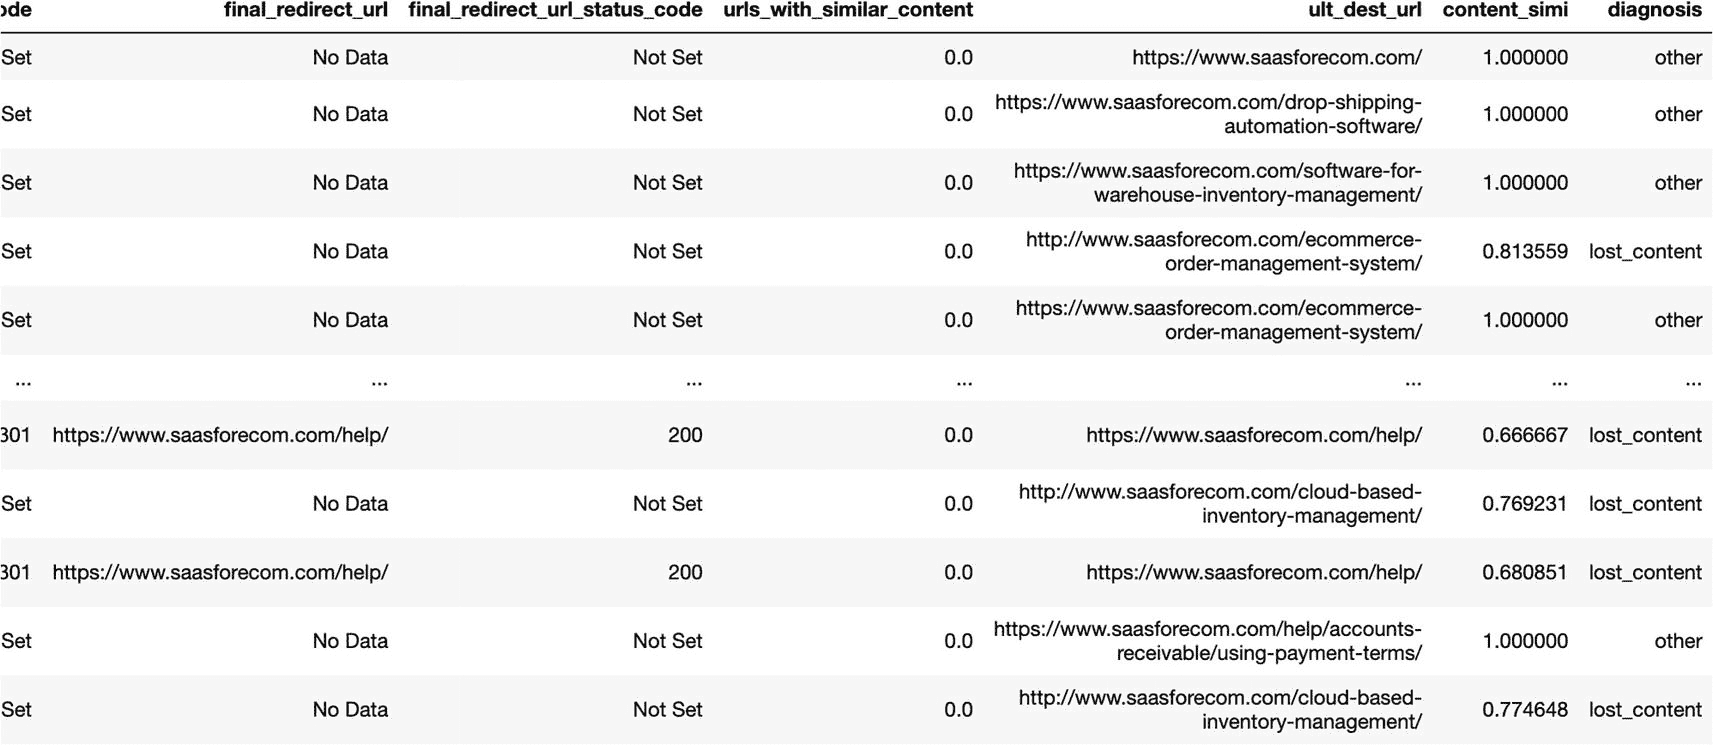 ode final_redirect_url final_redirect_url_status_code urls_with_similar_content ult_dest_url content_simi diagnosis
Set No Data Not Set 0.0 https://www.saasforecom.com/ 1.000000 other
Set No Data Not Set 0.0 https://www.saasforecom.com/drop-shipping-
automation-software/ 1.000000 other
Set No Data Not Set 0.0 https://www.saasforecom.com/software-for-
warehouse-inventory-management/ 1.000000 other
Set No Data Not Set 0.0 http://www.saasforecom.com/ecommerce-
order-management-system/ 0.813559 lost_content
Set No Data Not Set 0.0 https://www.saasforecom.com/ecommerce-
order-management-system/ 1.000000 other
... ... ... ... ... ... ...
301 https://www.saasforecom.com/help/ 200 0.0 https://www.saasforecom.com/help/ 0.666667 lost_content
Set No Data Not Set 0.0 http://www.saasforecom.com/cloud-based-
inventory-management/ 0.769231 lost_content
301 https://www.saasforecom.com/help/ 200 0.0 https://www.saasforecom.com/help/ 0.680851 lost_content
Set No Data Not Set 0.0 https://www.saasforecom.com/help/accounts-
receivable/using-payment-terms/ 1.000000 other
Set No Data Not Set 0.0 http://www.saasforecom.com/cloud-based-
inventory-management/ 0.774648 lost_content